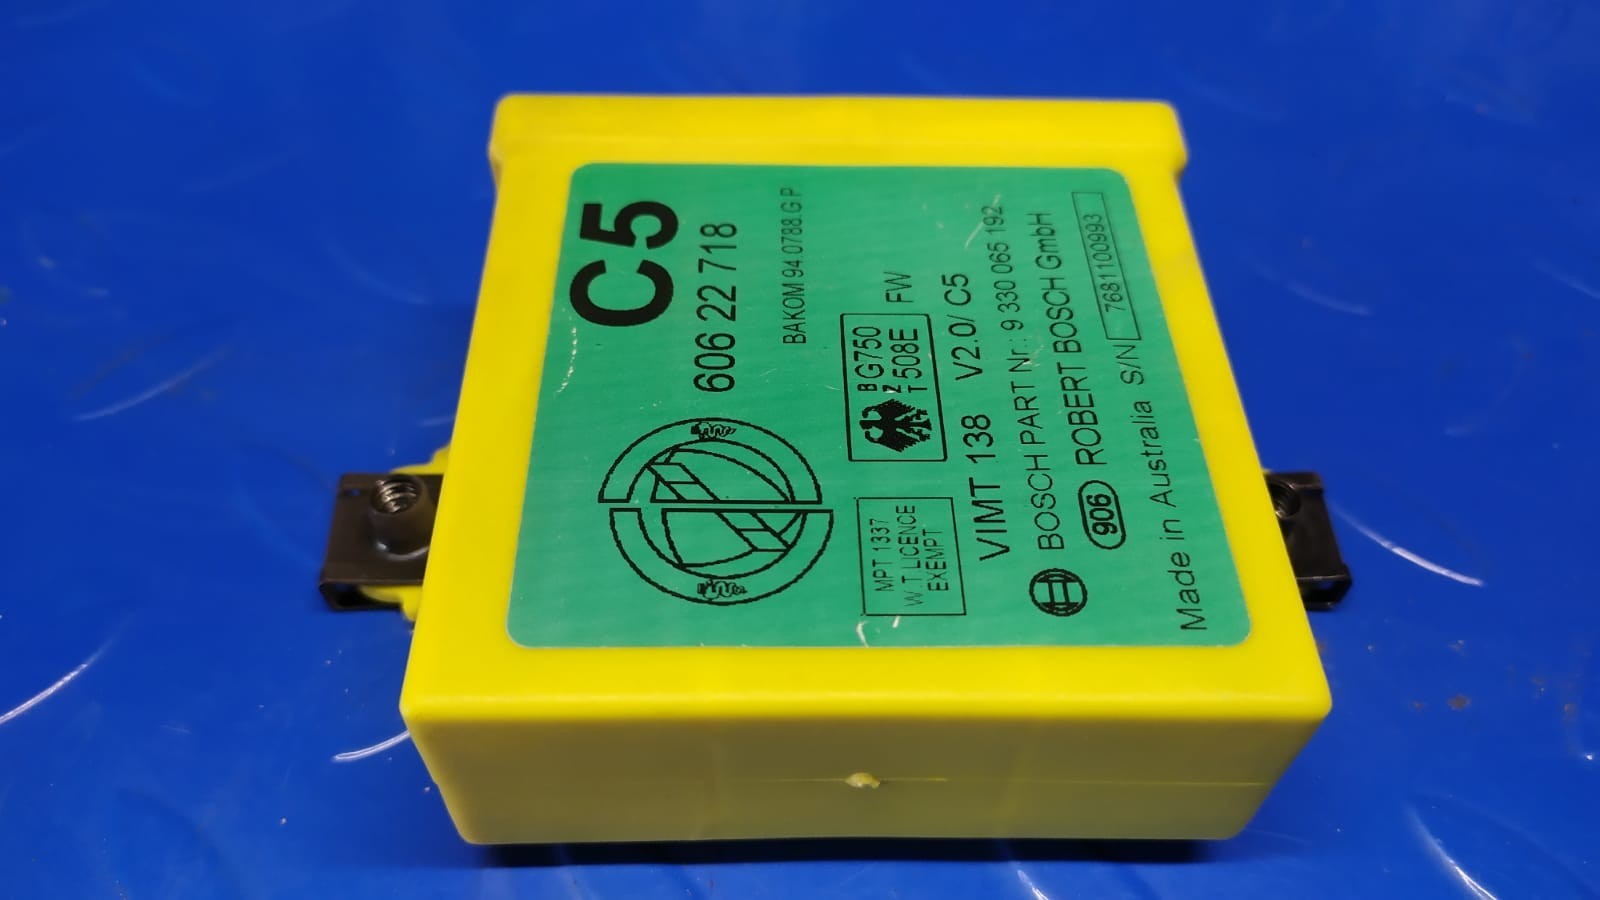 C5
606 22 718
BAKOM 94.0788.G.P
MPT 1337
W.T.LICENCE
EXEMPT
BZT
G750
508E
FW
VIMT 138 V2.0/ C5
BOSCH PART Nr.: 9 330 065 192
906 ROBERT BOSCH GmbH
Made in Australia S/N 7681100993